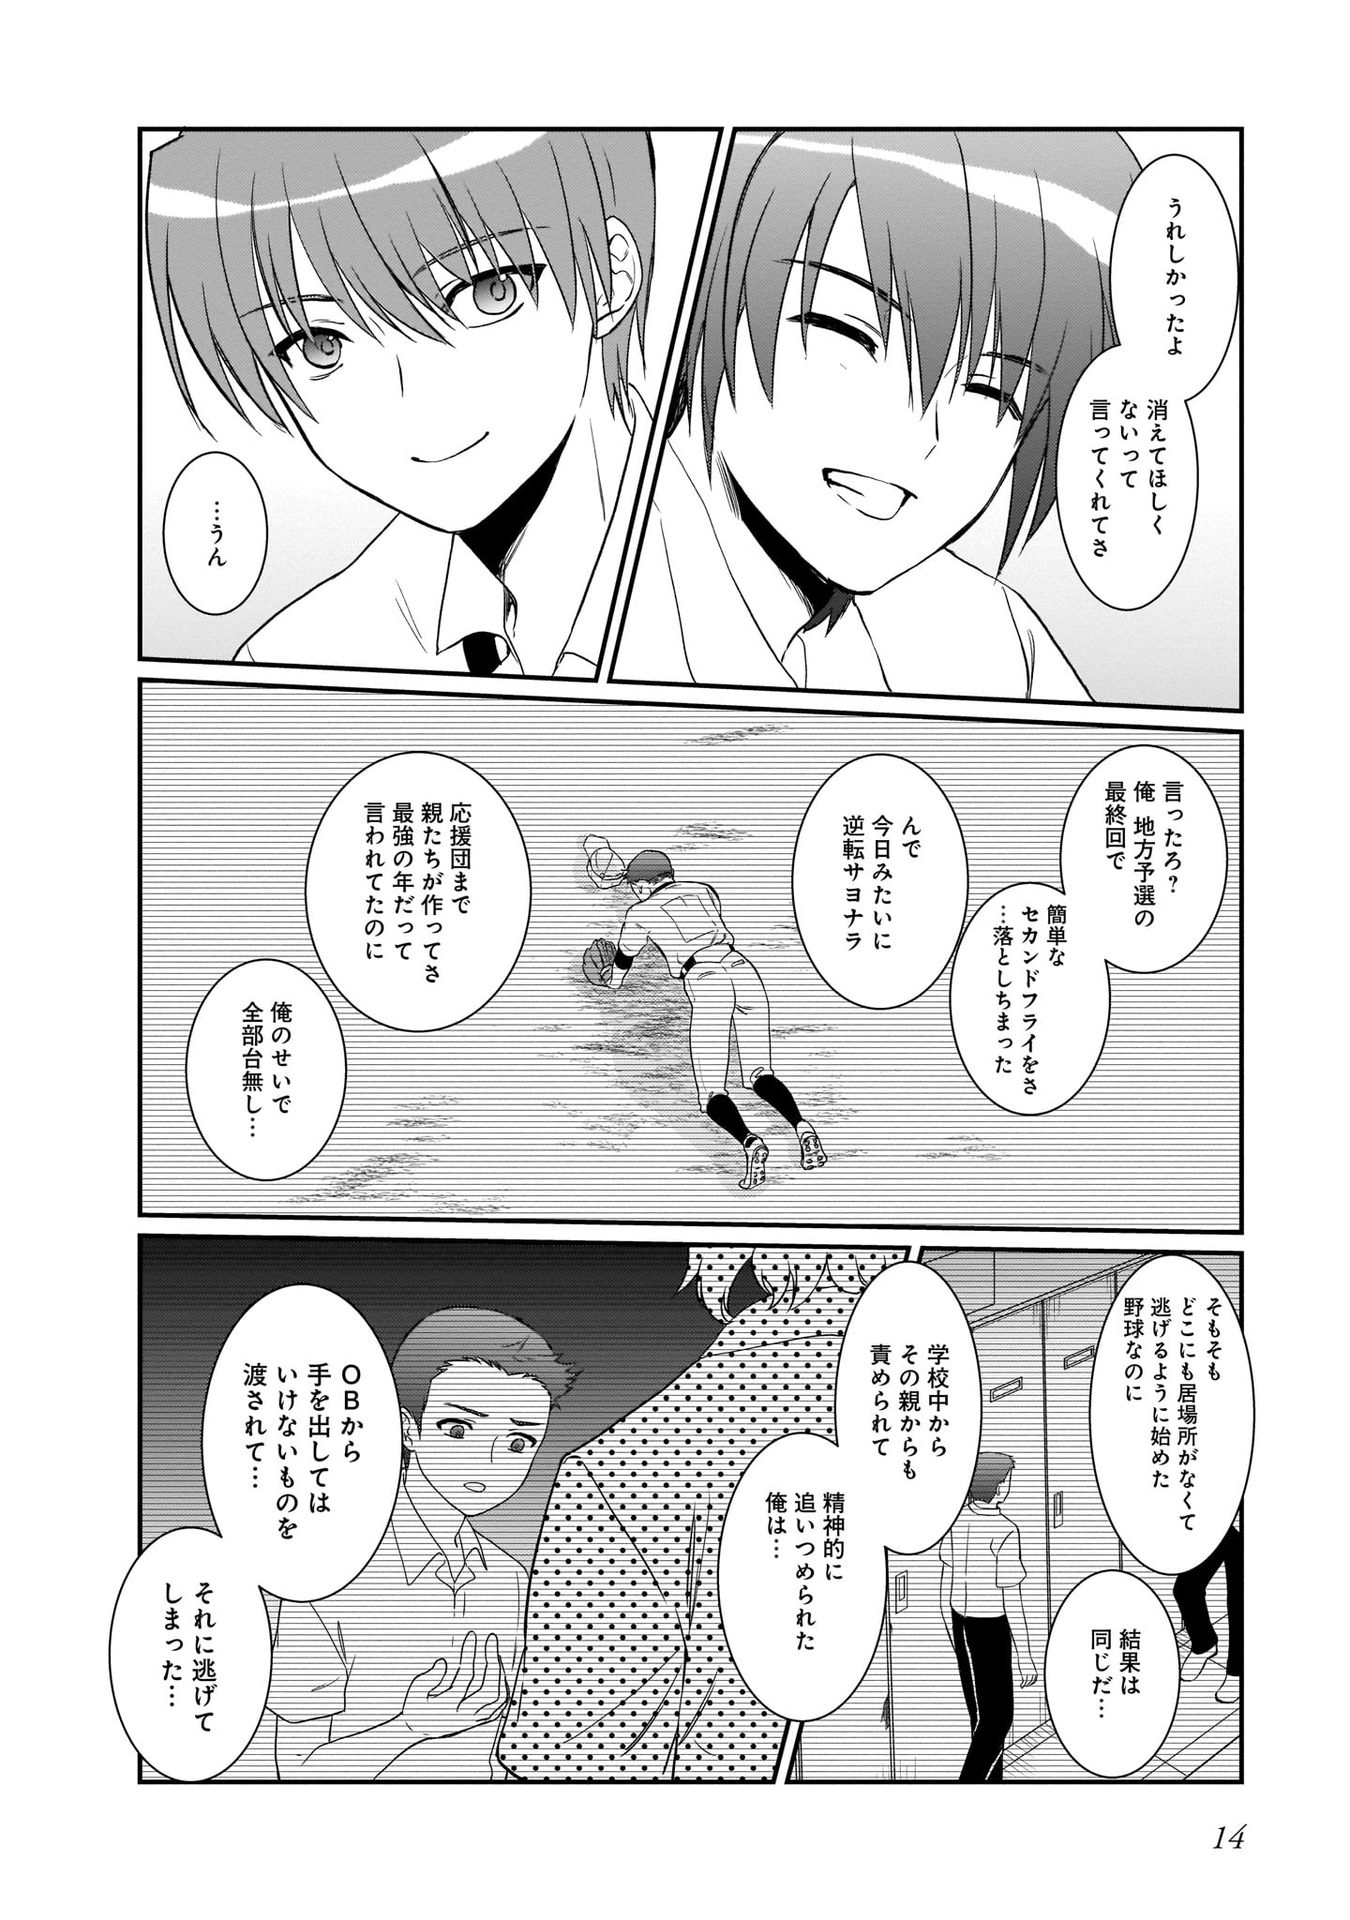 うれしかったよ
消えてほしく
ないって
言ってくれてさ
…うん
言ったろ?
俺 地方予選の
最終回で
簡単な
セカンドフライをさ
…落としちまった
んで
今日みたいに
逆転サヨナラ
応援団まで
親たちが作ってさ
最強の年だって
言われてたのに
俺のせいで
全部台無し…
そもそも
どこにも居場所がなくて
逃げるように始めた
野球なのに
結果は
同じだ…
学校中から
その親からも
責められて
精神的に
追いつめられた
俺は…
OBから
手を出しては
いけないものを
渡されて…
それに逃げて
しまった…
14